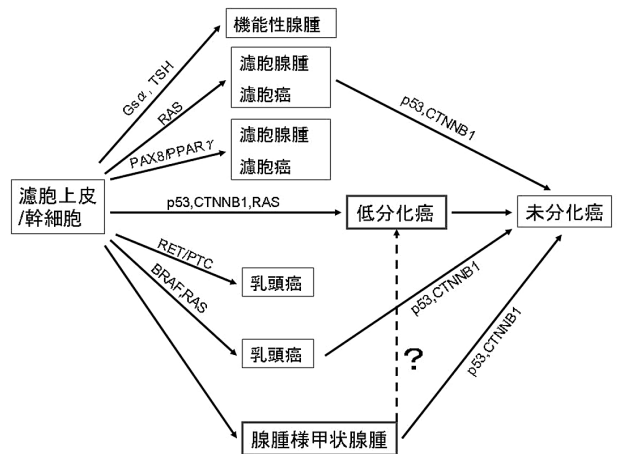 機能性腺腫
Gsα, TSH
濾胞腺腫
濾胞癌
RAS
p53,CTNNB1
濾胞腺腫
濾胞癌
PAX8/PPARγ
濾胞上皮
/幹細胞
p53,CTNNB1,RAS
低分化癌
未分化癌
RET/PTC
乳頭癌
BRAF,RAS
乳頭癌
p53,CTNNB1
?
p53,CTNNB1
腺腫様甲状腺腫